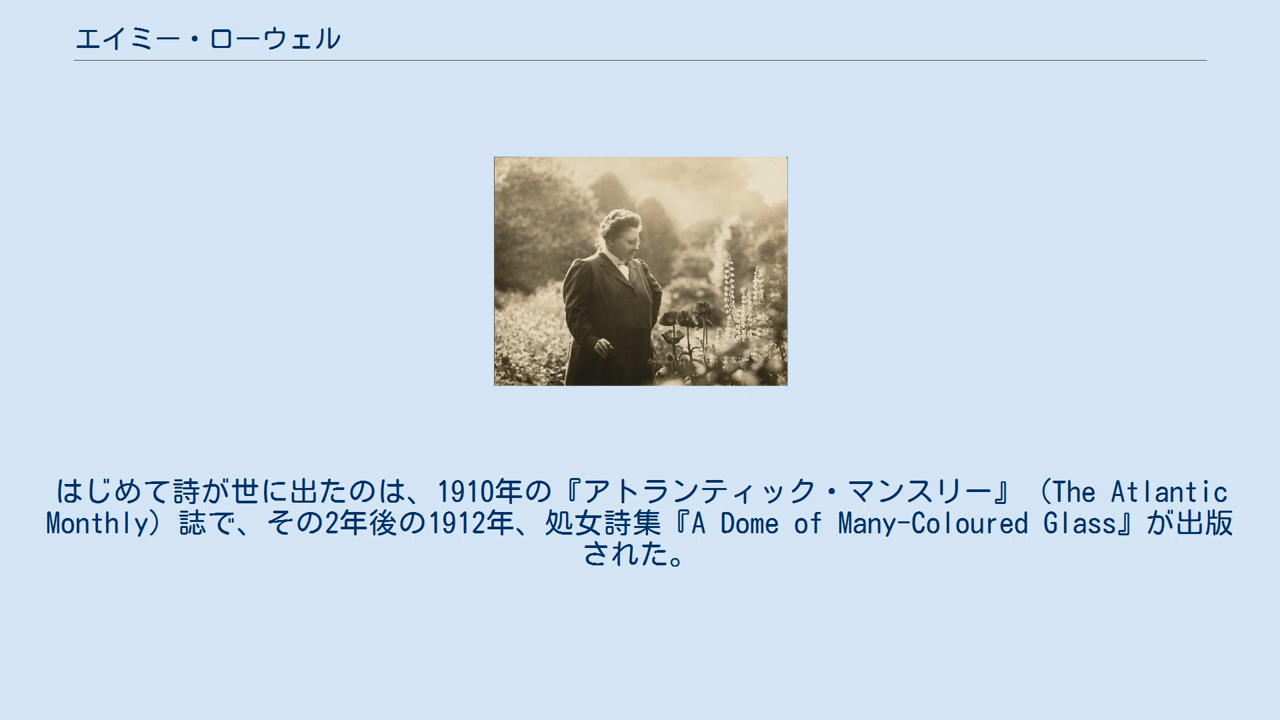 エイミー・ローウェル
はじめて詩が世に出たのは、1910年の『アトランティック・マンスリー』（The Atlantic
Monthly）誌で、その2年後の1912年、処女詩集『A Dome of Many-Coloured Glass』が出版
された。